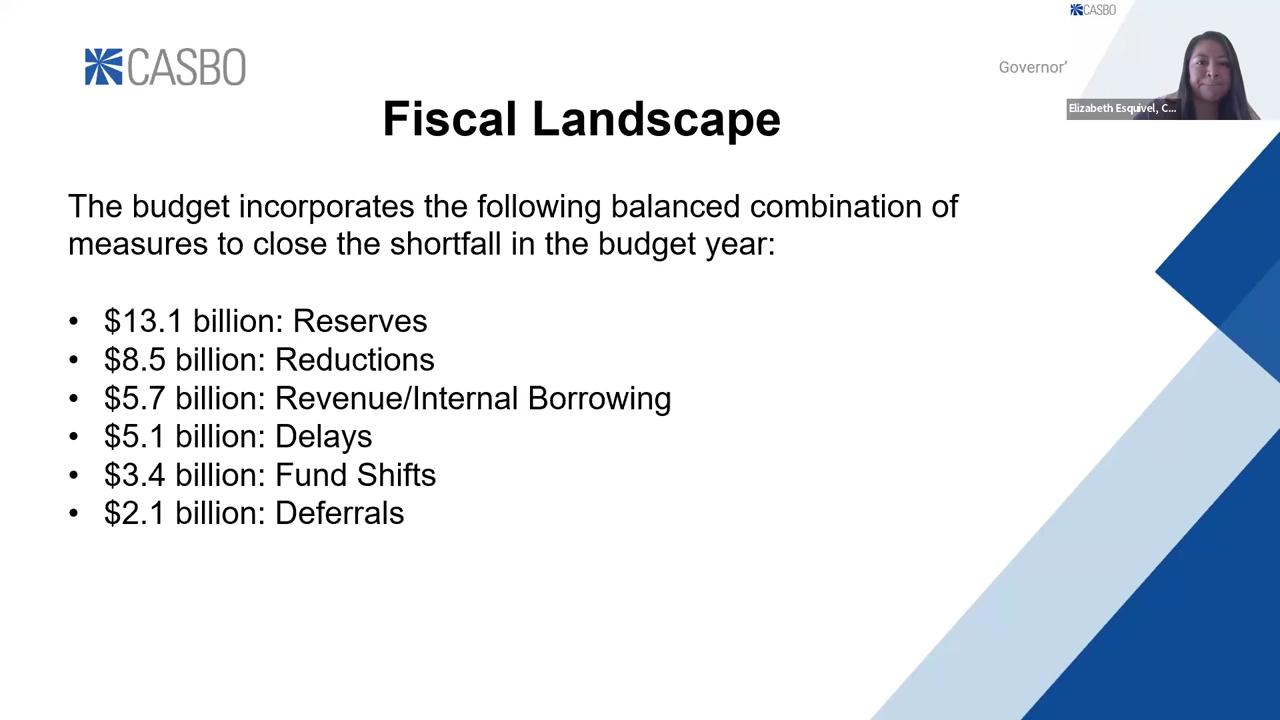 CASBO
CASBO
Governor'
Elizabeth Esquivel, C...
Fiscal Landscape
The budget incorporates the following balanced combination of
measures to close the shortfall in the budget year:
• $13.1 billion: Reserves
• $8.5 billion: Reductions
• $5.7 billion: Revenue/Internal Borrowing
• $5.1 billion: Delays
• $3.4 billion: Fund Shifts
• $2.1 billion: Deferrals